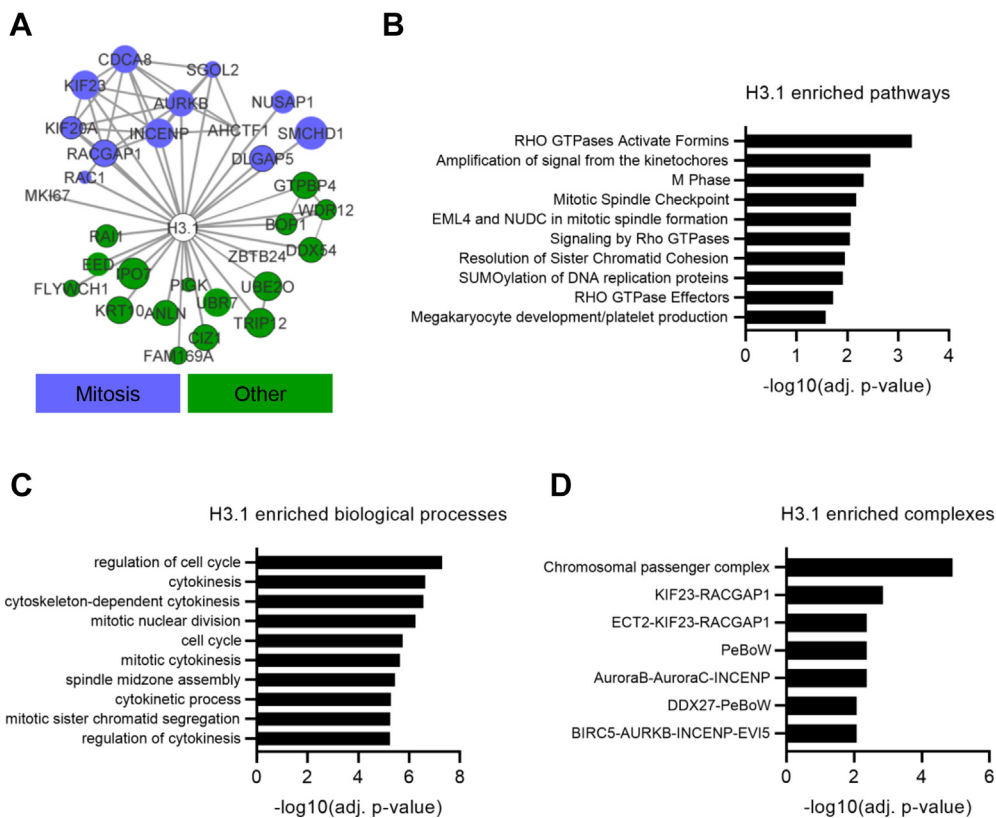 A
CDCA8
SGOL2
KIF23
NUSAP1
AURKB
KIF20A
INCENP
AHCTF1
SMCHD1
RACGAP1
DLGAP5
RAC1
GTPBP4
MKI67
WDR12
H3.1
BOP1
RAI1
DDX54
ZBTB24
EED
IPO7
FLYWCH1
PIGK
UBE2O
KRT10
ANLN
UBR7
TRIP12
CIZ1
FAM169A
Mitosis
Other
B
H3.1 enriched pathways
RHO GTPases Activate Formins
Amplification of signal from the kinetochores
M Phase
Mitotic Spindle Checkpoint
EML4 and NUDC in mitotic spindle formation
Signaling by Rho GTPases
Resolution of Sister Chromatid Cohesion
SUMOylation of DNA replication proteins
RHO GTPase Effectors
Megakaryocyte development/platelet production
0 1 2 3 4
-log10(adj. p-value)
C
H3.1 enriched biological processes
regulation of cell cycle
cytokinesis
cytoskeleton-dependent cytokinesis
mitotic nuclear division
cell cycle
mitotic cytokinesis
spindle midzone assembly
cytokinetic process
mitotic sister chromatid segregation
regulation of cytokinesis
0 2 4 6 8
-log10(adj. p-value)
D
H3.1 enriched complexes
Chromosomal passenger complex
KIF23-RACGAP1
ECT2-KIF23-RACGAP1
PeBoW
AuroraB-AuroraC-INCENP
DDX27-PeBoW
BIRC5-AURKB-INCENP-EVI5
0 2 4 6
-log10(adj. p-value)